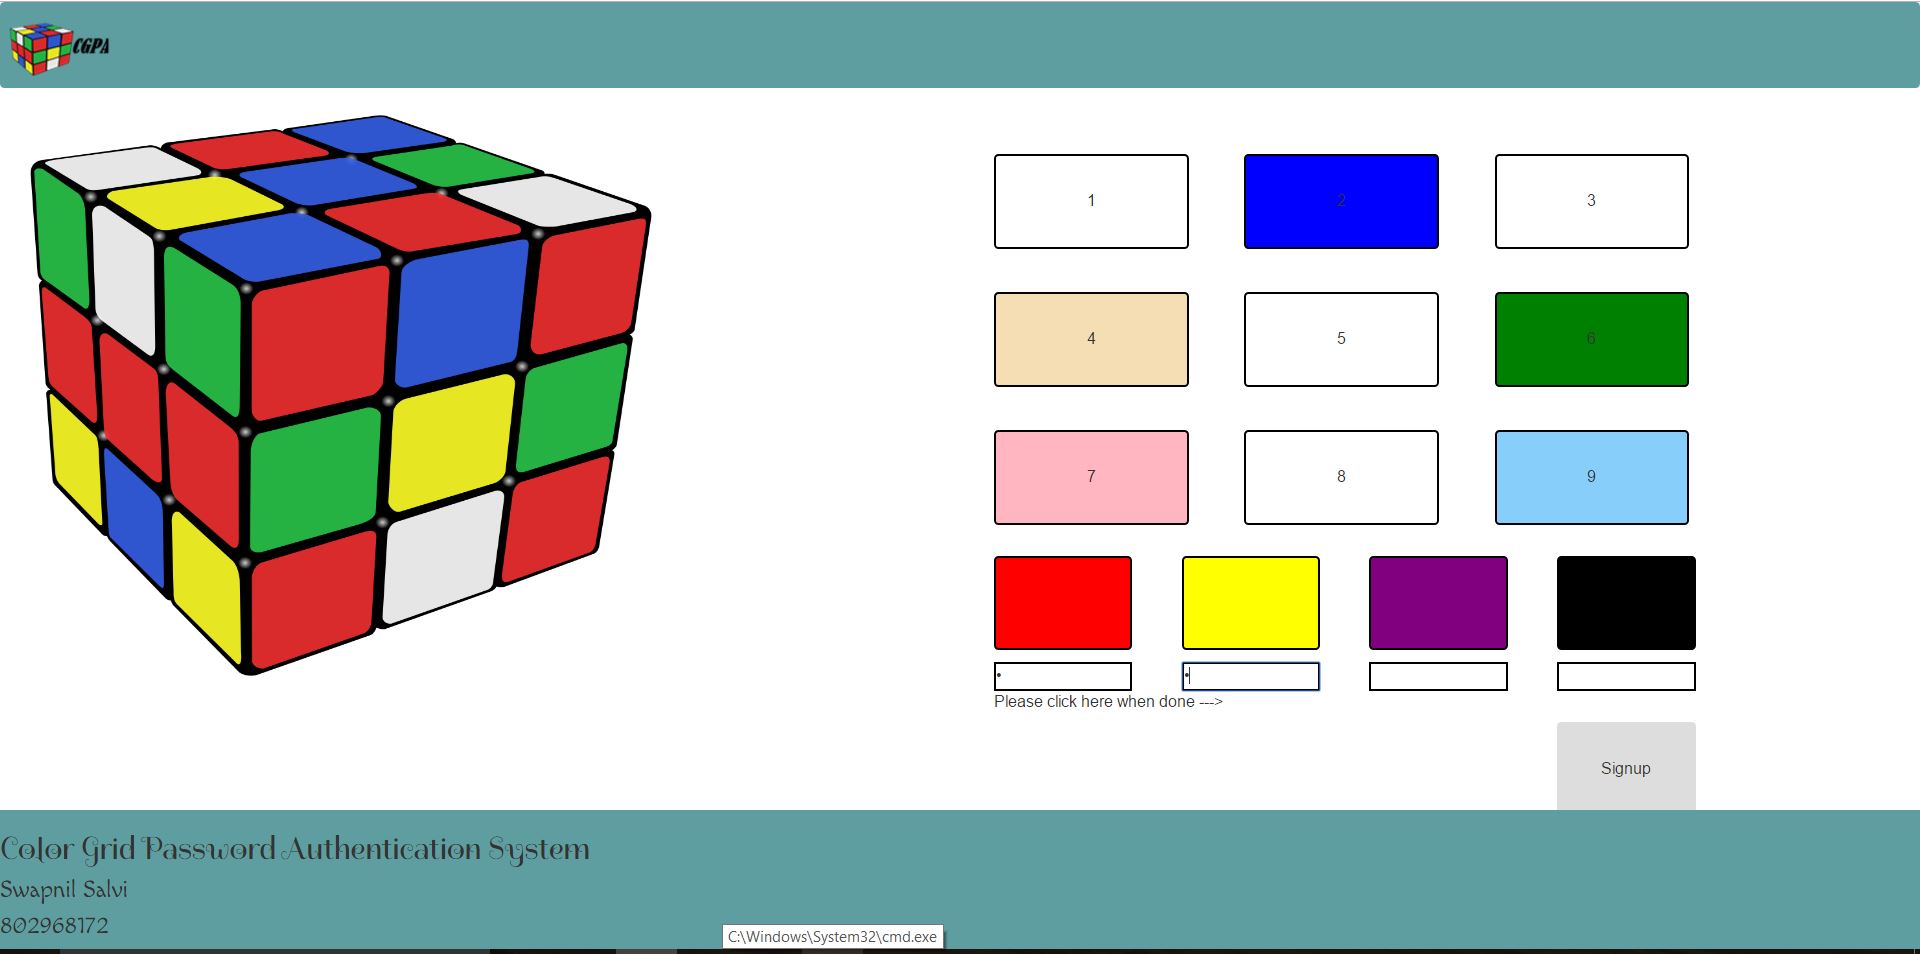 CGPA
1 2 3
4 5 6
7 8 9
Please click here when done --->
Signup
Color Grid Password Authentication System
Swapnil Salvi
802968172
C:\Windows\System32\cmd.exe